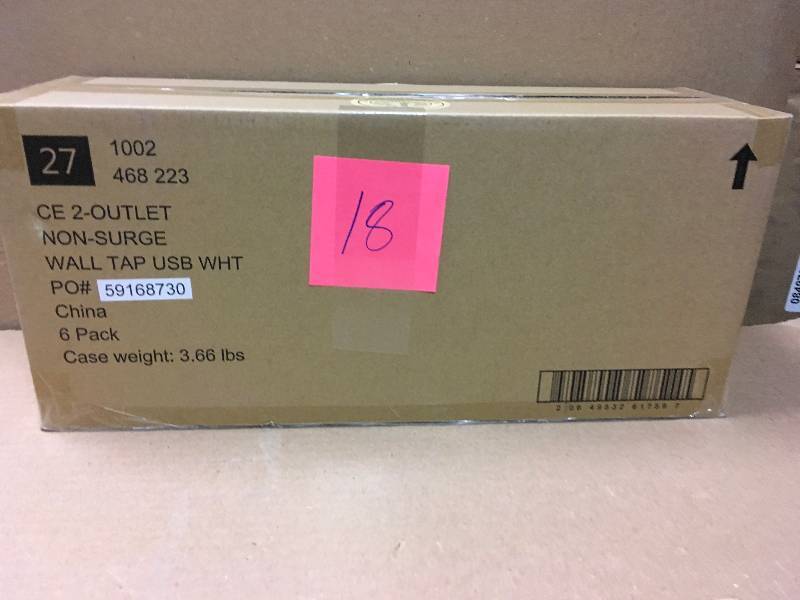 27
1002
468 223
CE 2-OUTLET
NON-SURGE
WALL TAP USB WHT
PO# 59168730
China
6 Pack
Case weight: 3.66 lbs
18